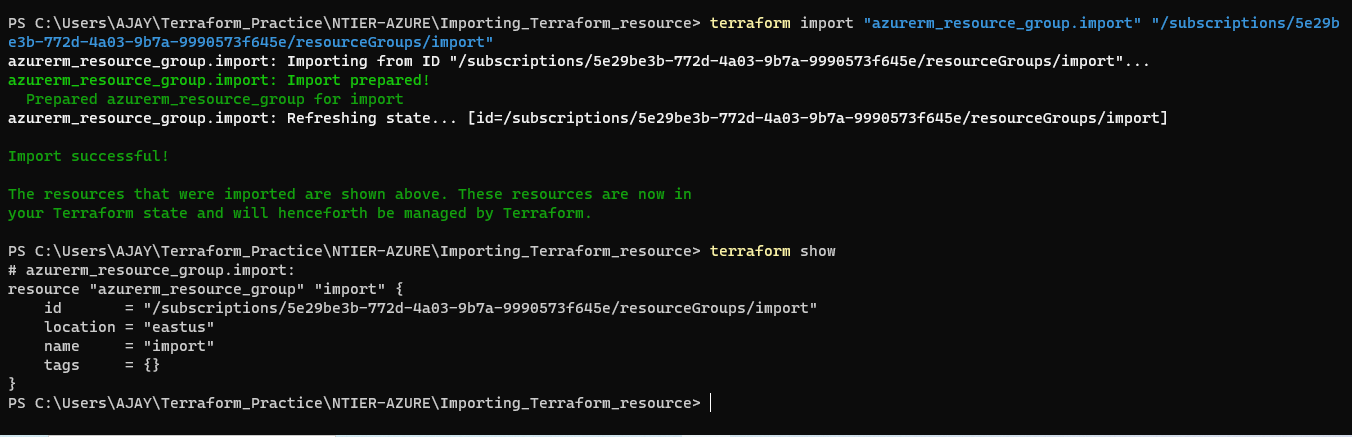 PS C:\Users\AJAY\Terraform_Practice\NTIER-AZURE\Importing_Terraform_resource> terraform import "azurerm_resource_group.import" "/subscriptions/5e29b
e3b-772d-4a03-9b7a-9990573f645e/resourceGroups/import"
azurerm_resource_group.import: Importing from ID "/subscriptions/5e29be3b-772d-4a03-9b7a-9990573f645e/resourceGroups/import"...
azurerm_resource_group.import: Import prepared!
  Prepared azurerm_resource_group for import
azurerm_resource_group.import: Refreshing state... [id=/subscriptions/5e29be3b-772d-4a03-9b7a-9990573f645e/resourceGroups/import]
Import successful!
The resources that were imported are shown above. These resources are now in
your Terraform state and will henceforth be managed by Terraform.
PS C:\Users\AJAY\Terraform_Practice\NTIER-AZURE\Importing_Terraform_resource> terraform show
# azurerm_resource_group.import:
resource "azurerm_resource_group" "import" {
    id       = "/subscriptions/5e29be3b-772d-4a03-9b7a-9990573f645e/resourceGroups/import"
    location = "eastus"
    name     = "import"
    tags     = {}
}
PS C:\Users\AJAY\Terraform_Practice\NTIER-AZURE\Importing_Terraform_resource>